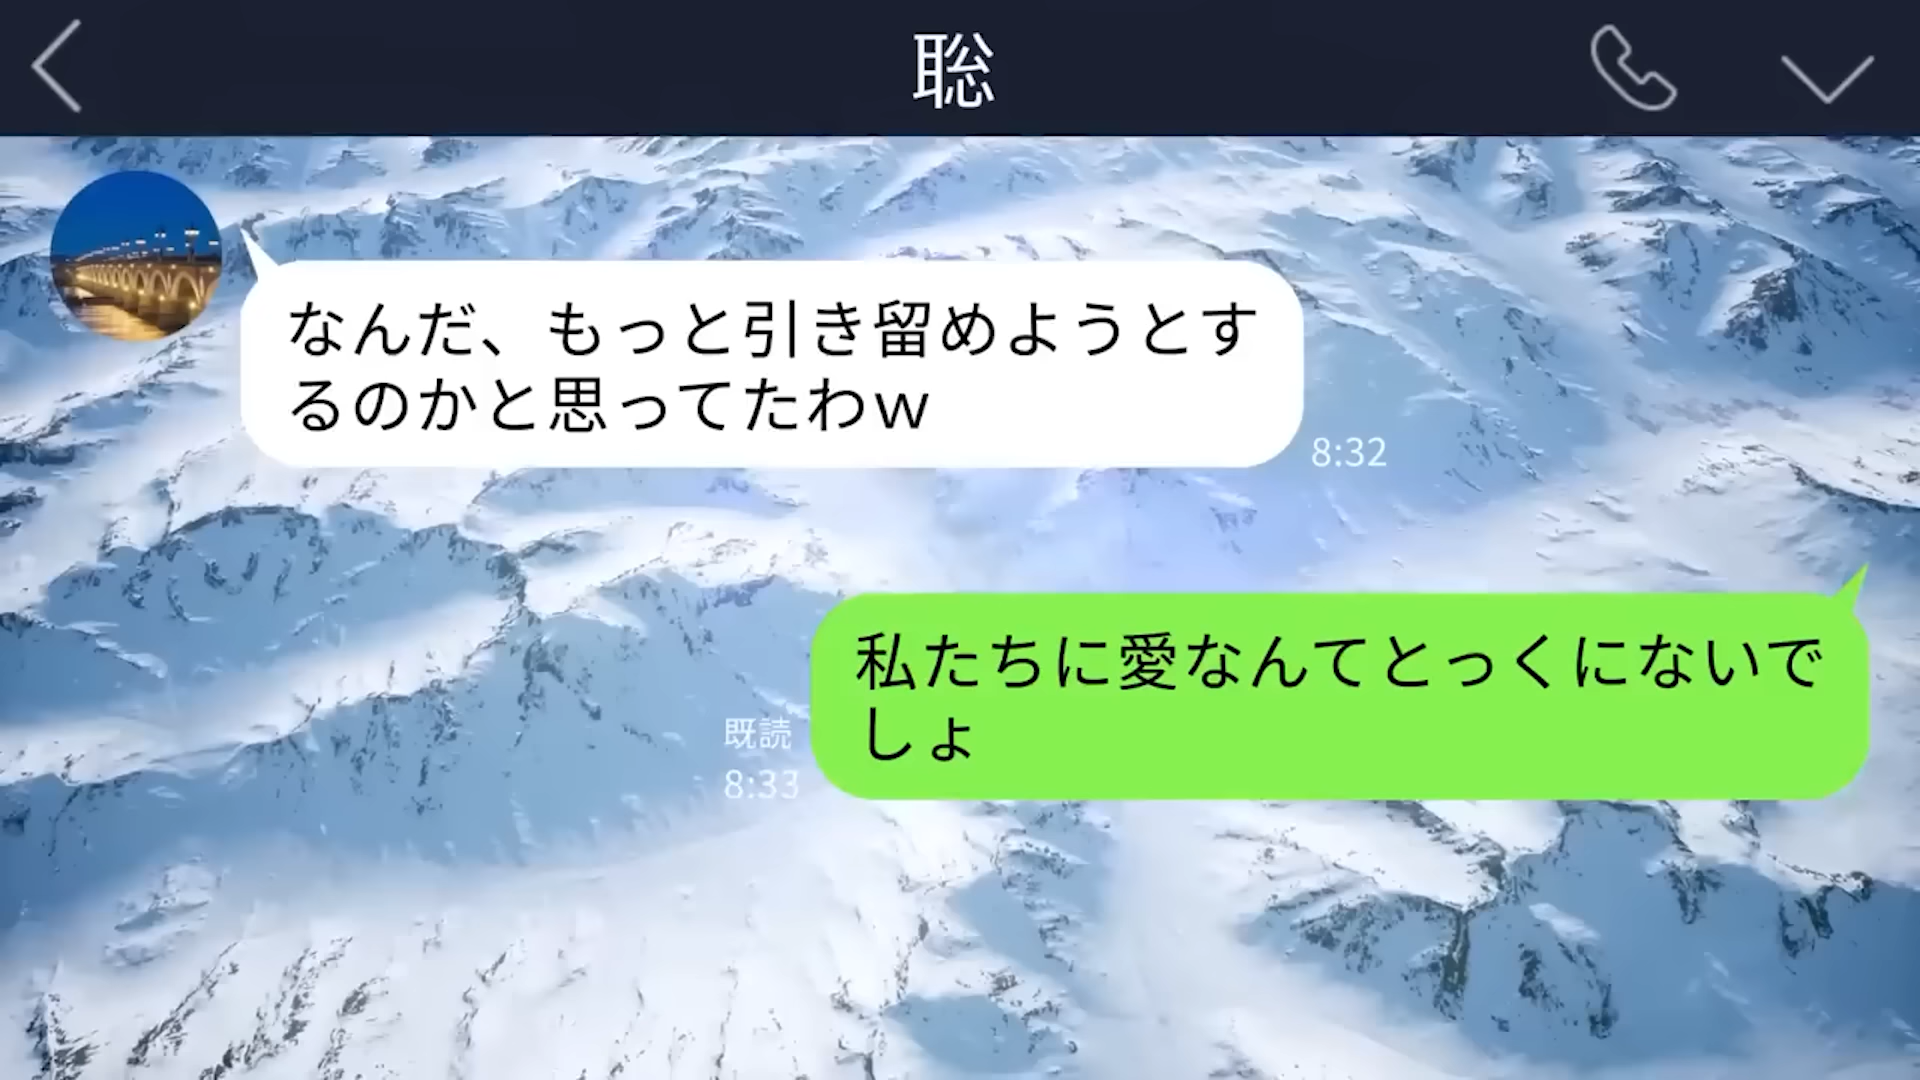 聡
なんだ、もっと引き留めようとす
るのかと思ってたわｗ
8:32
私たちに愛なんてとっくにないで
しょ
既読
8:33